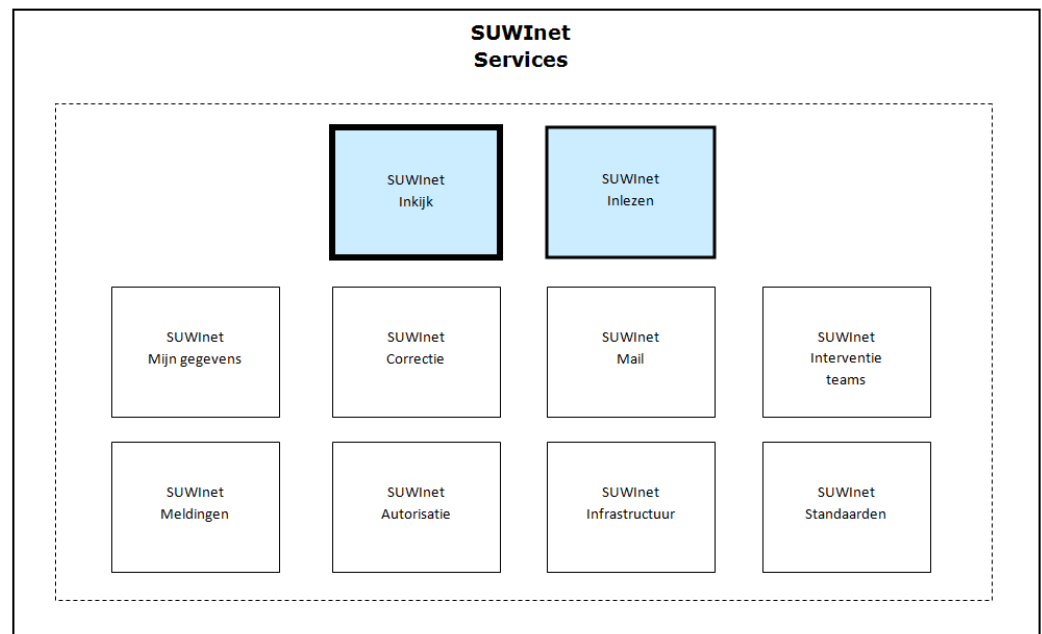 SUWInet
Services
SUWInet
Inkijk
SUWInet
Inlezen
SUWInet
Mijn gegevens
SUWInet
Correctie
SUWInet
Mail
SUWInet
Interventie
teams
SUWInet
Meldingen
SUWInet
Autorisatie
SUWInet
Infrastructuur
SUWInet
Standaarden